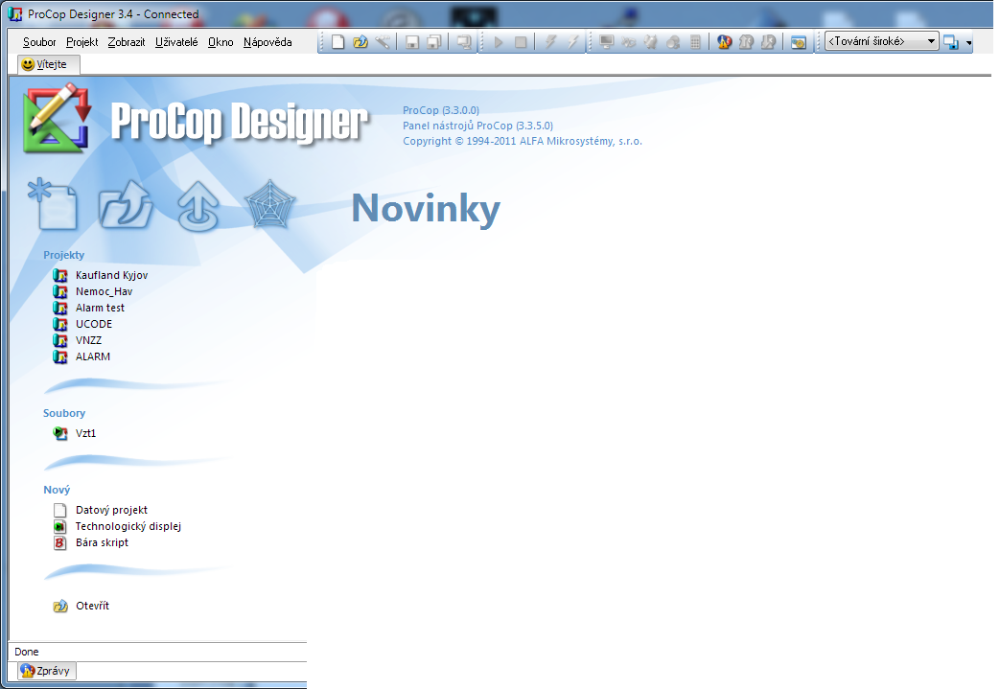 ProCop Designer 3.4 - Connected
Soubor Projekt Zobrazit Uživatelé Okno Nápověda <Tovární široké>
Vítejte
ProCop Designer
ProCop (3.3.0.0)
Panel nástrojů ProCop (3.3.5.0)
Copyright © 1994-2011 ALFA Mikrosystémy, s.r.o.
Novinky
Projekty
Kaufland Kyjov
Nemoc_Hav
Alarm test
UCODE
VNZZ
ALARM
Soubory
Vzt1
Nový
Datový projekt
Technologický displej
Bára skript
Otevřít
Done
Zprávy